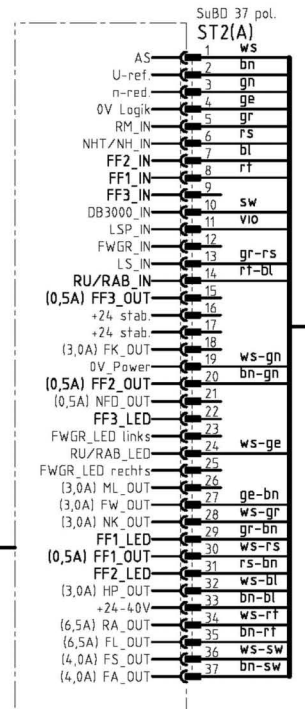 SuBD 37 pol.
ST2(A)
AS 1 ws
U-ref. 2 bn
n-red. 3 gn
0V Logik 4 ge
RM_IN 5 gr
NHT/NH_IN 6 rs
FF2_IN 7 bl
FF1_IN 8 rt
FF3_IN 9
DB3000_IN 10 sw
LSP_IN 11 vio
FWGR_IN 12
LS_IN 13 gr-rs
RU/RAB_IN 14 rt-bl
(0,5A) FF3_OUT 15
+24 stab. 16
+24 stab. 17
(3,0A) FK_OUT 18
0V_Power 19 ws-gn
(0,5A) FF2_OUT 20 bn-gn
(0,5A) NFD_OUT 21
FF3_LED 22
FWGR_LED links 23
RU/RAB_LED 24 ws-ge
FWGR_LED rechts 25
(3,0A) ML_OUT 26
(3,0A) FW_OUT 27 ge-bn
(3,0A) NK_OUT 28 ws-gr
FF1_LED 29 gr-bn
(0,5A) FF1_OUT 30 ws-rs
FF2_LED 31 rs-bn
(3,0A) HP_OUT 32 ws-bl
+24-40V 33 bn-bl
(6,5A) RA_OUT 34 ws-rt
(6,5A) FL_OUT 35 bn-rt
(4,0A) FS_OUT 36 ws-sw
(4,0A) FA_OUT 37 bn-sw